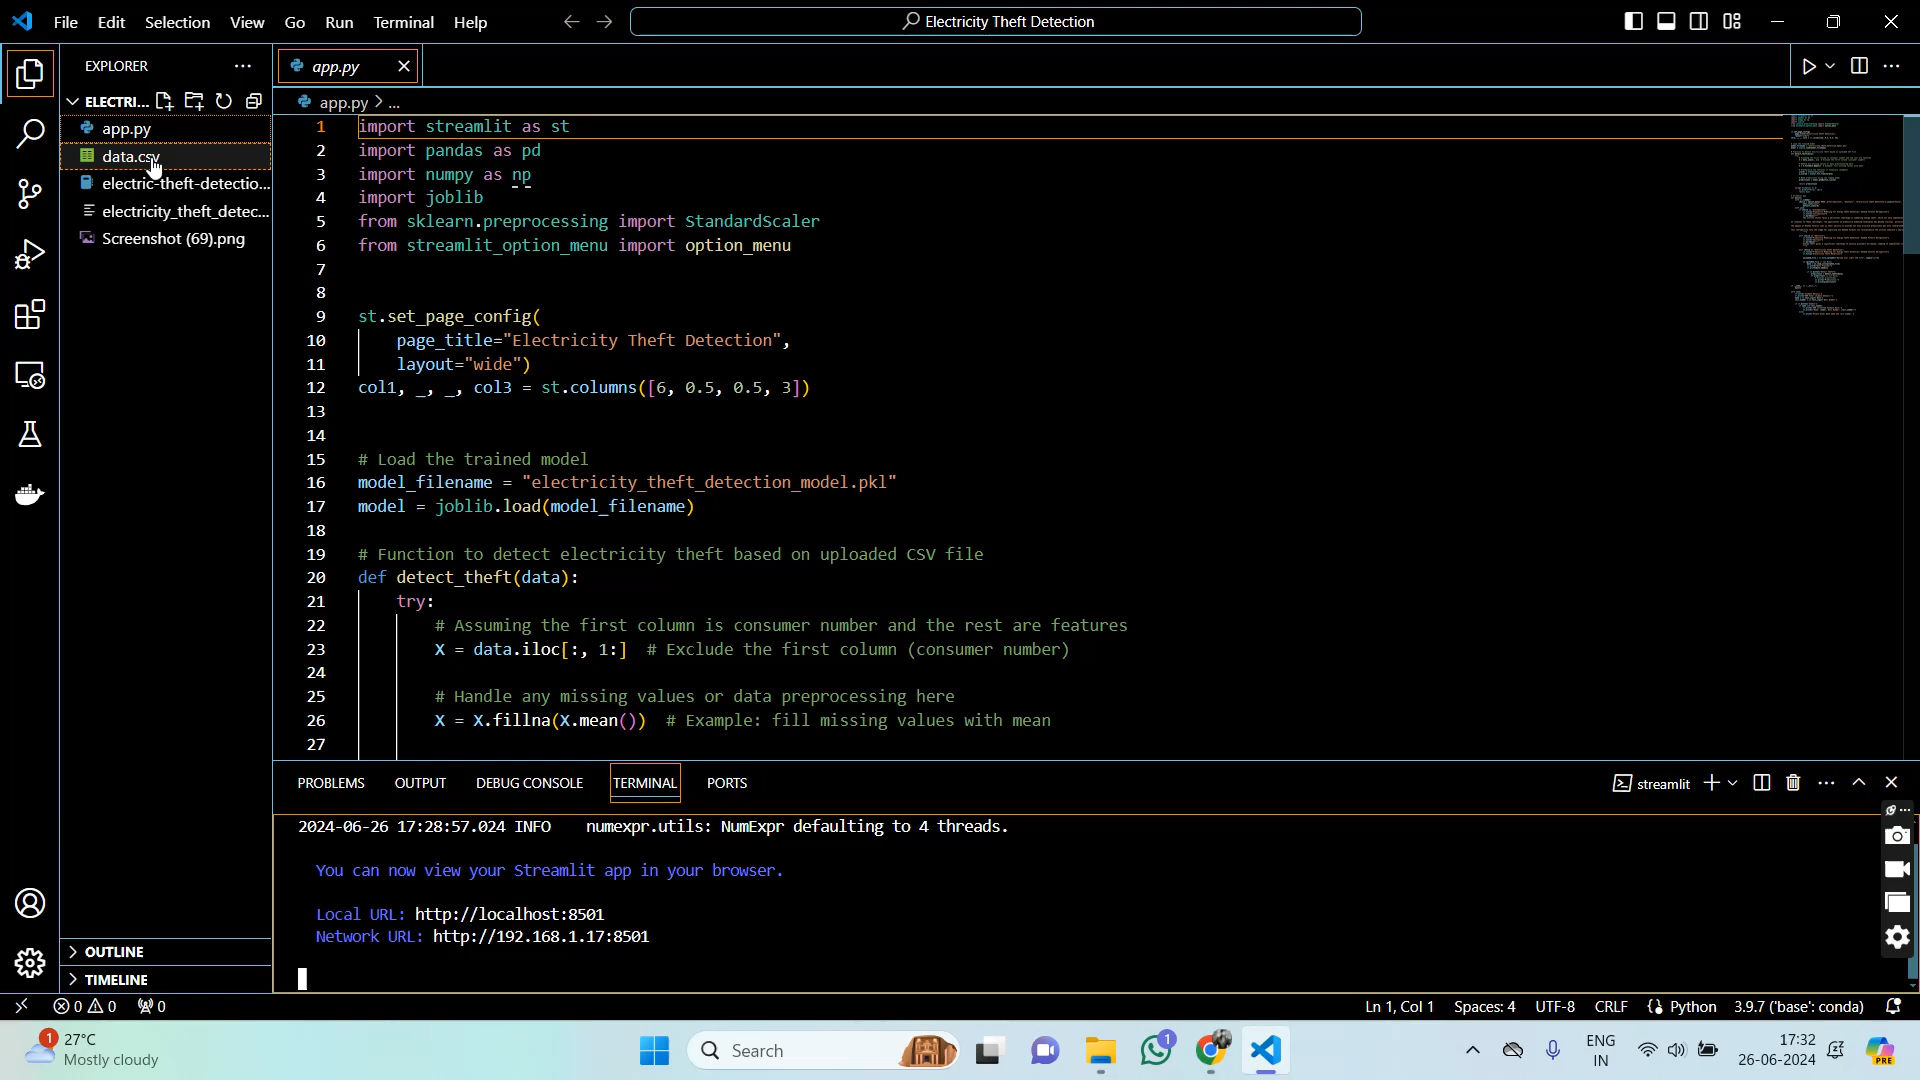 File Edit Selection View Go Run Terminal Help
Electricity Theft Detection
EXPLORER
ELECTRI...
app.py
data.csv
electric-theft-detectio...
electricity_theft_detec...
Screenshot (69).png
OUTLINE
TIMELINE
app.py
app.py > ...
1 import streamlit as st
2 import pandas as pd
3 import numpy as np
4 import joblib
5 from sklearn.preprocessing import StandardScaler
6 from streamlit_option_menu import option_menu
7
8
9 st.set_page_config(
10 page_title="Electricity Theft Detection",
11 layout="wide")
12 col1, _, _, col3 = st.columns([6, 0.5, 0.5, 3])
13
14
15 # Load the trained model
16 model_filename = "electricity_theft_detection_model.pkl"
17 model = joblib.load(model_filename)
18
19 # Function to detect electricity theft based on uploaded CSV file
20 def detect_theft(data):
21 try:
22 # Assuming the first column is consumer number and the rest are features
23 X = data.iloc[:, 1:] # Exclude the first column (consumer number)
24
25 # Handle any missing values or data preprocessing here
26 X = X.fillna(X.mean()) # Example: fill missing values with mean
27
PROBLEMS OUTPUT DEBUG CONSOLE TERMINAL PORTS
streamlit
2024-06-26 17:28:57.024 INFO numexpr.utils: NumExpr defaulting to 4 threads.
You can now view your Streamlit app in your browser.
Local URL: http://localhost:8501
Network URL: http://192.168.1.17:8501
0 0 0
Ln 1, Col 1 Spaces: 4 UTF-8 CRLF Python 3.9.7 ('base': conda)
1
27°C
Mostly cloudy
Search
1
ENG
IN
17:32
26-06-2024
PRE